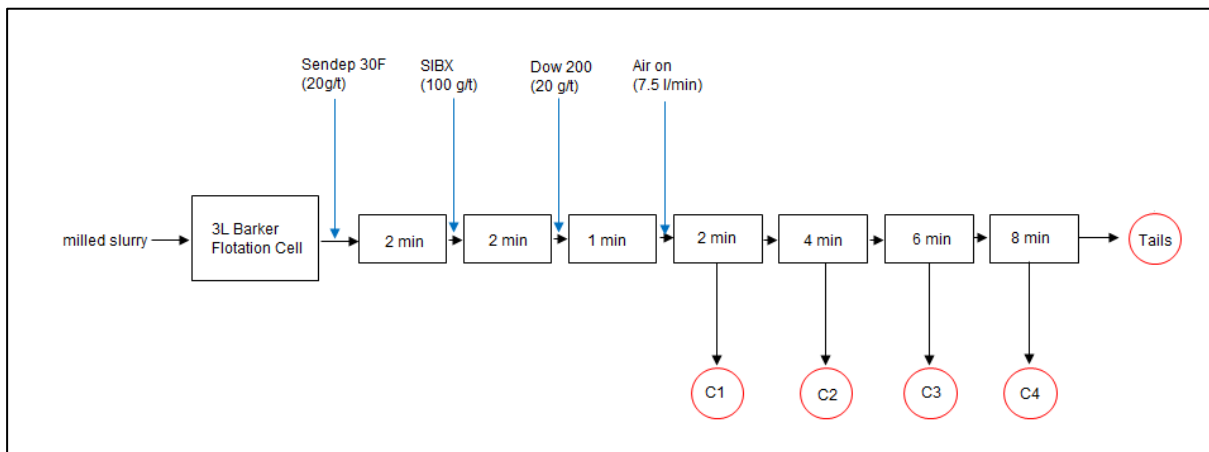 Sendep 30F
(20g/t)
SIBX
(100 g/t)
Dow 200
(20 g/t)
Air on
(7.5 l/min)
milled slurry
3L Barker
Flotation Cell
2 min
2 min
1 min
2 min
4 min
6 min
8 min
Tails
C1
C2
C3
C4